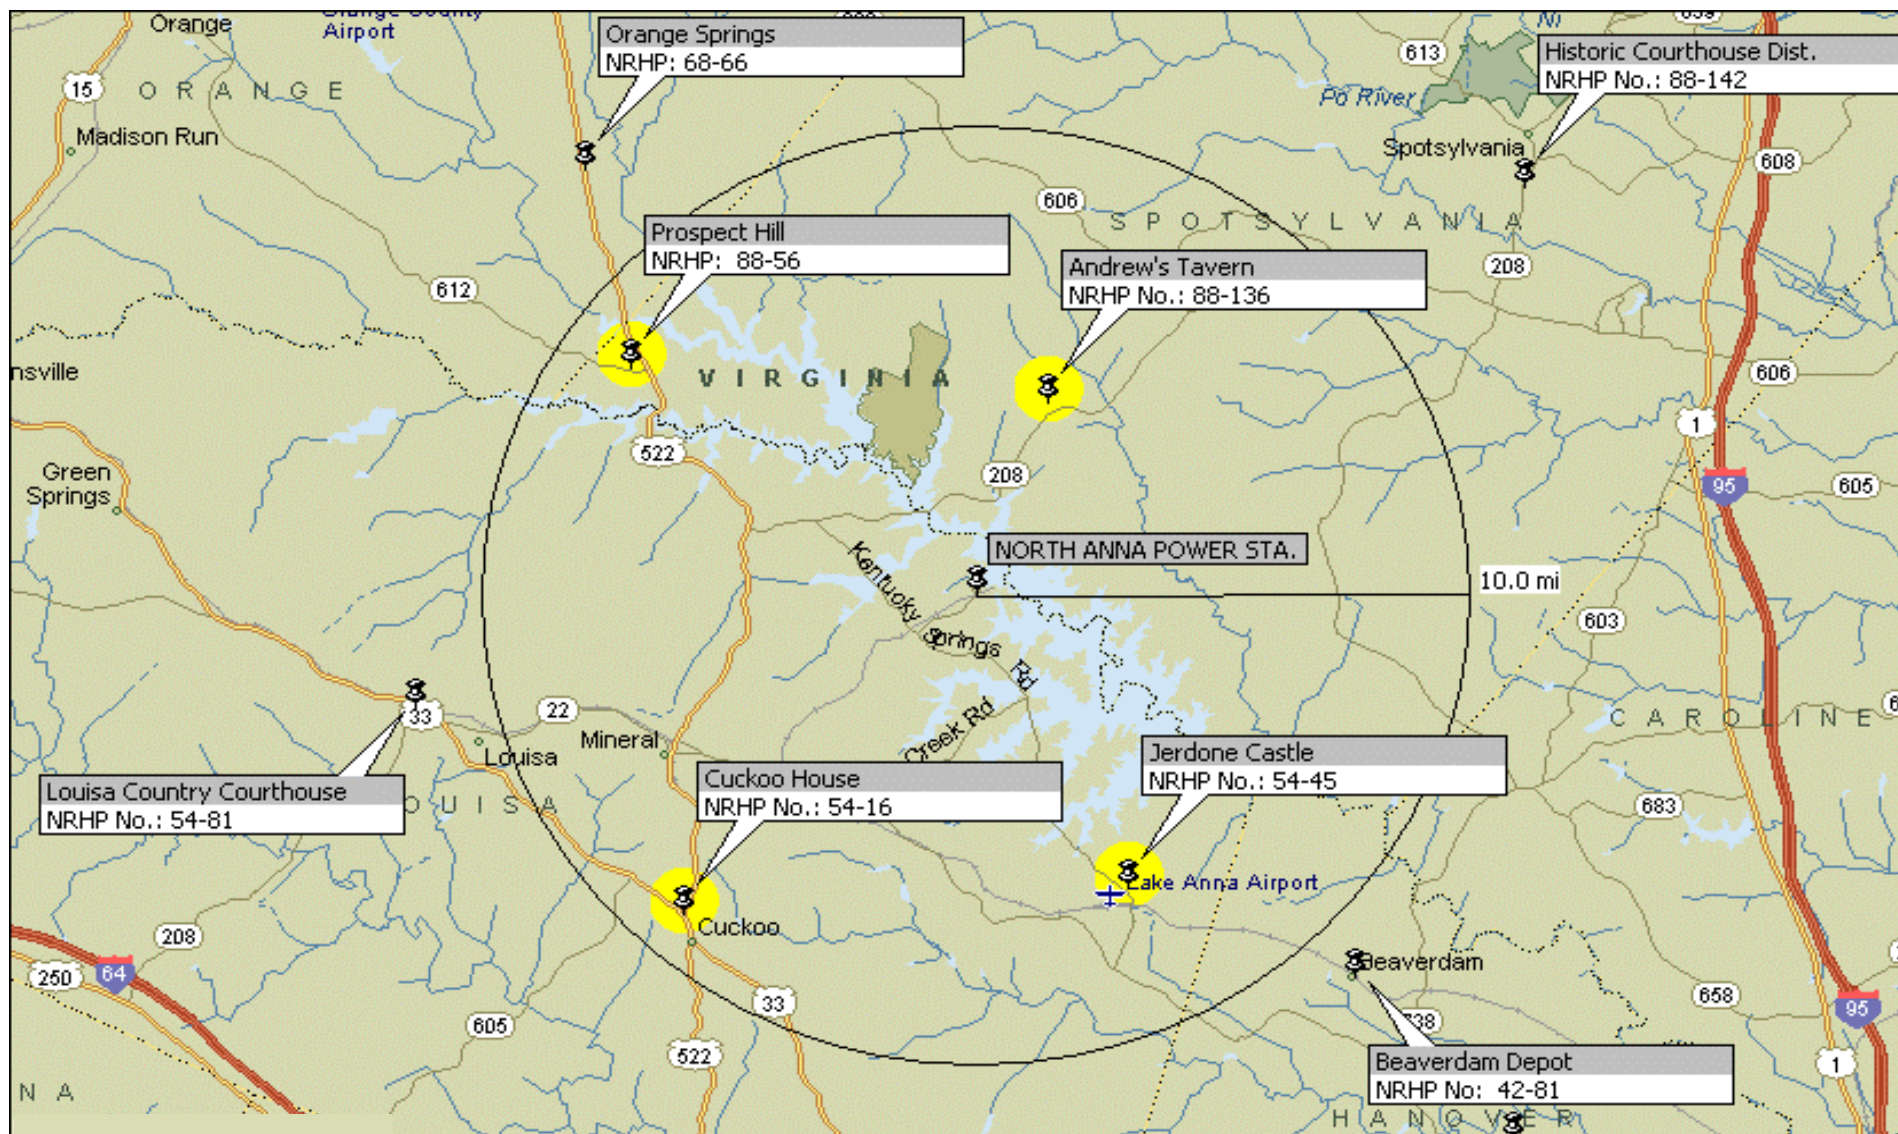 Orange
Orange County
Airport
Orange Springs
NRHP: 68-66
639
Ni
613
Historic Courthouse Dist.
NRHP No.: 88-142
15
ORANGE
Po River
Madison Run
Spotsylvania
608
606
SPOTSYLVANIA
Prospect Hill
NRHP: 88-56
Andrew's Tavern
NRHP No.: 88-136
208
612
nsville
VIRGINIA
606
1
522
Green
Springs
208
95
605
NORTH ANNA POWER STA.
10.0 mi
Kentucky Springs Rd
603
33
22
CAROLINE
6
Mineral
Louisa
Creek Rd
Jerdone Castle
NRHP No.: 54-45
Cuckoo House
NRHP No.: 54-16
Louisa Country Courthouse
NRHP No.: 54-81
OUISA
683
Lake Anna Airport
Cuckoo
208
Beaverdam
250
64
33
658
95
605
738
522
Beaverdam Depot
NRHP No: 42-81
1
NA
HANOVER